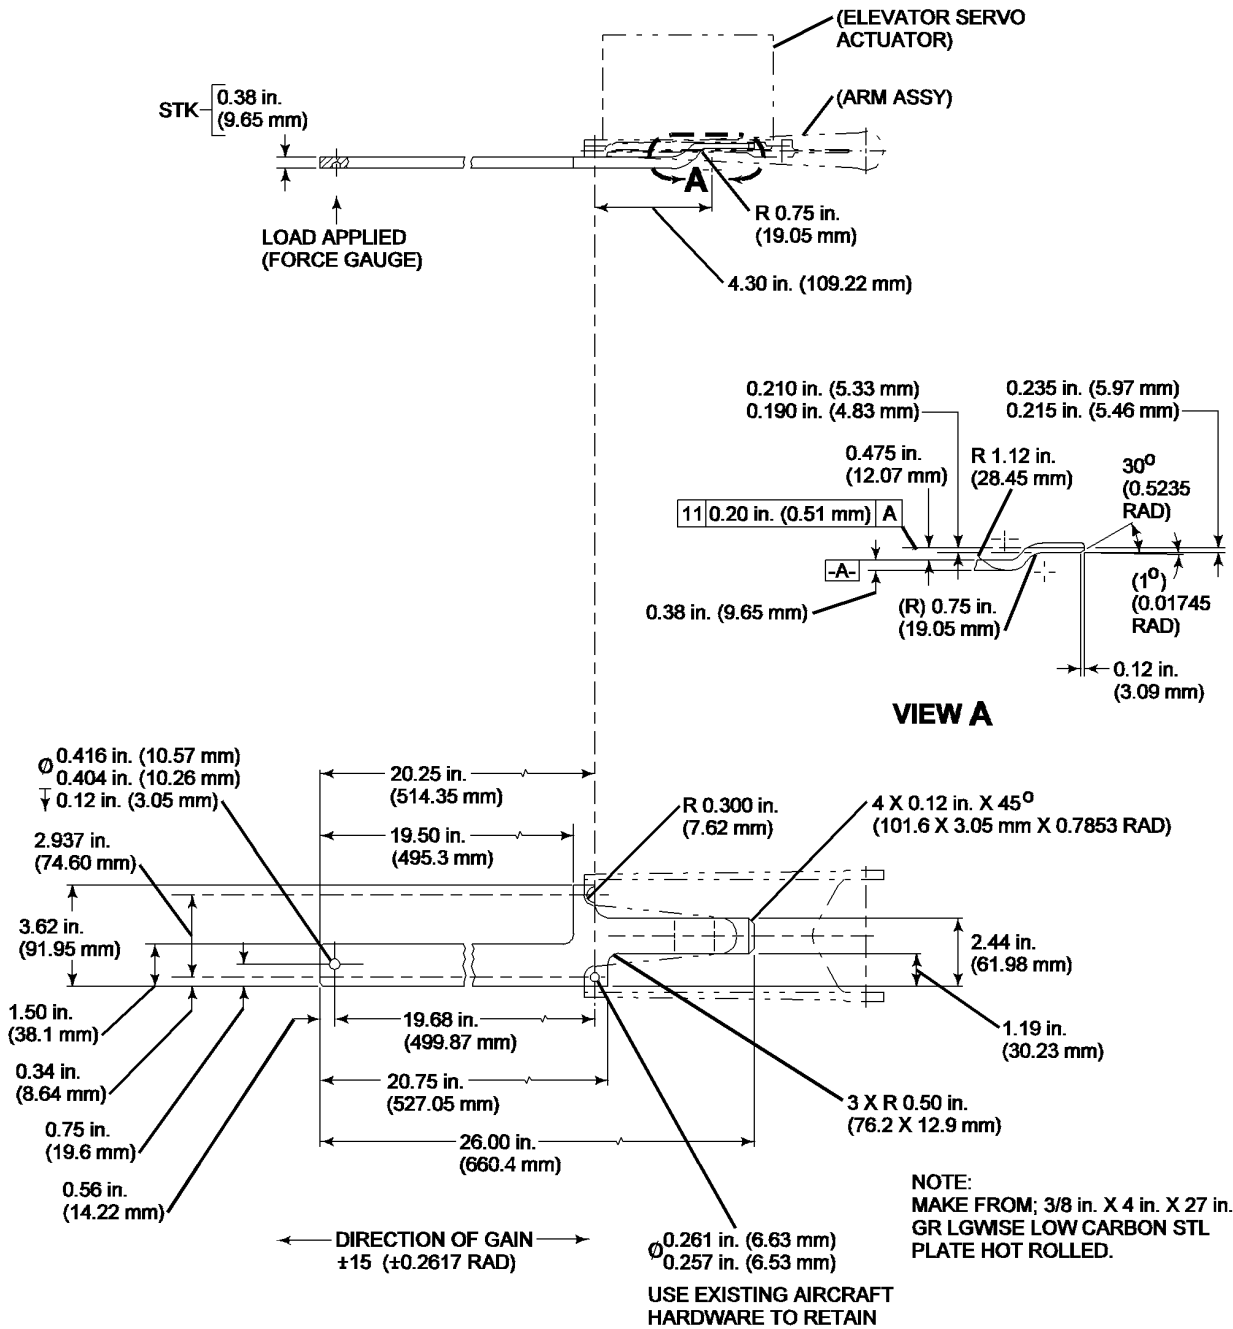 (ELEVATOR SERVO
ACTUATOR)
STK
0.38 in.
(9.65 mm)
(ARM ASSY)
A
LOAD APPLIED
(FORCE GAUGE)
R 0.75 in.
(19.05 mm)
4.30 in. (109.22 mm)
0.210 in. (5.33 mm)
0.190 in. (4.83 mm)
0.235 in. (5.97 mm)
0.215 in. (5.46 mm)
0.475 in.
(12.07 mm)
R 1.12 in.
(28.45 mm)
30°
(0.5235
RAD)
11 0.20 in. (0.51 mm) A
-A-
0.38 in. (9.65 mm)
(R) 0.75 in.
(19.05 mm)
(1°)
(0.01745
RAD)
0.12 in.
(3.09 mm)
VIEW A
Ø 0.416 in. (10.57 mm)
0.404 in. (10.26 mm)
↧ 0.12 in. (3.05 mm)
20.25 in.
(514.35 mm)
R 0.300 in.
(7.62 mm)
4 X 0.12 in. X 45°
(101.6 X 3.05 mm X 0.7853 RAD)
2.937 in.
(74.60 mm)
19.50 in.
(495.3 mm)
3.62 in.
(91.95 mm)
2.44 in.
(61.98 mm)
1.50 in.
(38.1 mm)
19.68 in.
(499.87 mm)
1.19 in.
(30.23 mm)
0.34 in.
(8.64 mm)
20.75 in.
(527.05 mm)
3 X R 0.50 in.
(76.2 X 12.9 mm)
0.75 in.
(19.6 mm)
26.00 in.
(660.4 mm)
0.56 in.
(14.22 mm)
NOTE:
MAKE FROM; 3/8 in. X 4 in. X 27 in.
GR LGWISE LOW CARBON STL
PLATE HOT ROLLED.
DIRECTION OF GAIN
±15 (±0.2617 RAD)
Ø 0.261 in. (6.63 mm)
0.257 in. (6.53 mm)
USE EXISTING AIRCRAFT
HARDWARE TO RETAIN